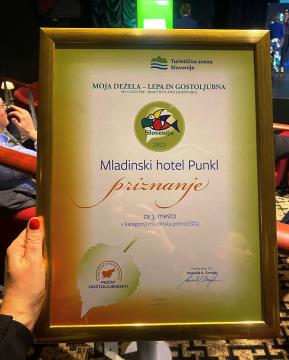 Turistična zveza
Slovenije
MOJA DEŽELA – LEPA IN GOSTOLJUBNA
Slovenija
2023
Mladinski hotel Punkl
priznanje
za 3. mesto
v kategoriji mladinska prenočišča
PEČAT
GOSTOLJUBNOSTI